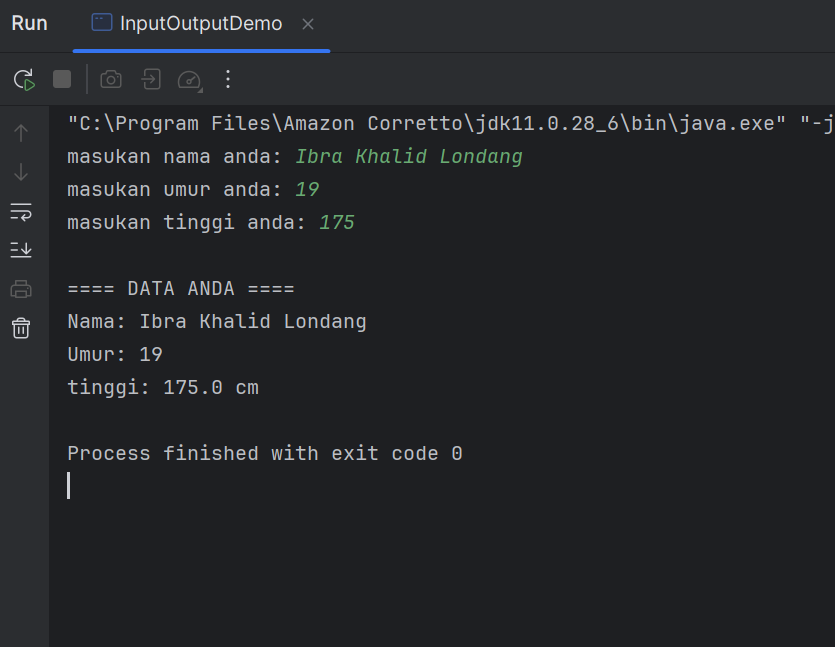 Run
InputOutputDemo
"C:\Program Files\Amazon Corretto\jdk11.0.28_6\bin\java.exe" "-j
masukan nama anda: Ibra Khalid Londang
masukan umur anda: 19
masukan tinggi anda: 175
==== DATA ANDA ====
Nama: Ibra Khalid Londang
Umur: 19
tinggi: 175.0 cm
Process finished with exit code 0